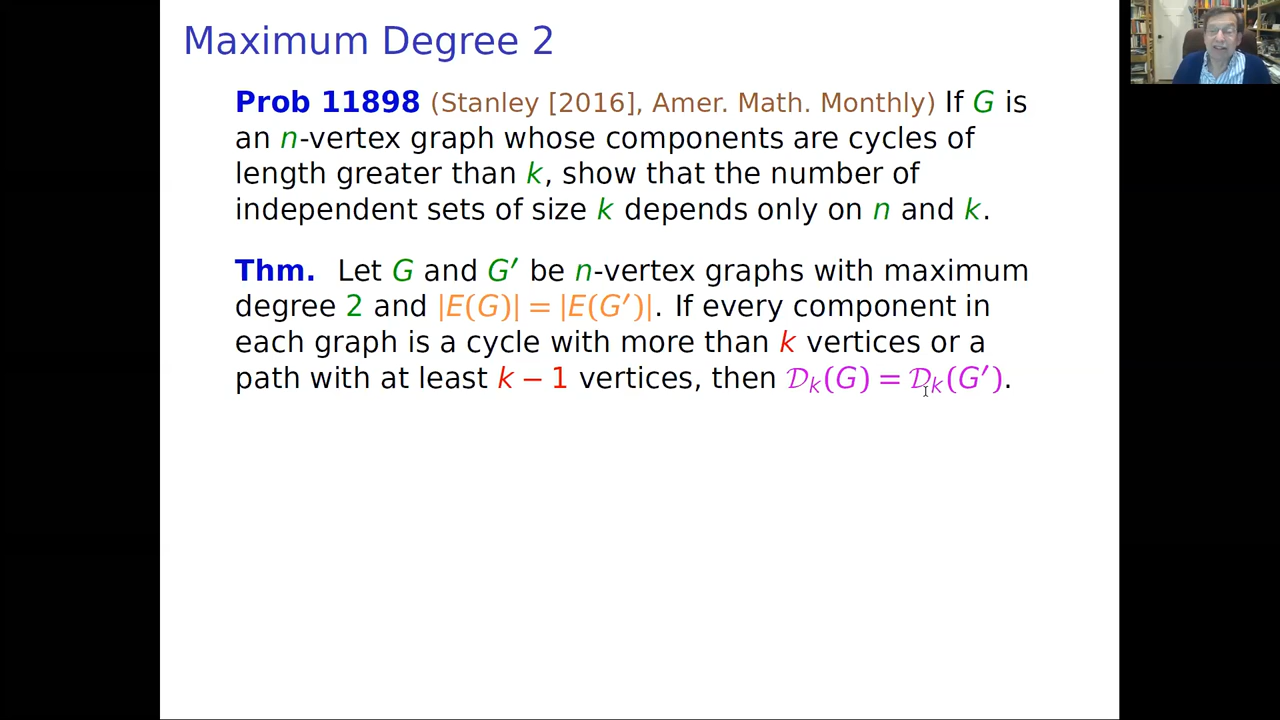 Maximum Degree 2
Prob 11898 (Stanley [2016], Amer. Math. Monthly) If G is
an n-vertex graph whose components are cycles of
length greater than k, show that the number of
independent sets of size k depends only on n and k.
Thm. Let G and G′ be n-vertex graphs with maximum
degree 2 and |E(G)| = |E(G′)|. If every component in
each graph is a cycle with more than k vertices or a
path with at least k − 1 vertices, then 𝒟ₖ(G) = 𝒟ₖ(G′).